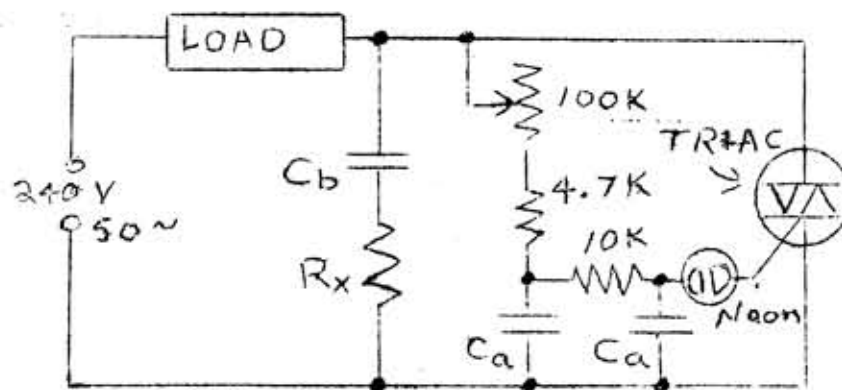 LOAD
100K
TRIAC
240V
50~
Cb
4.7K
10K
Rx
Neon
Ca
Ca